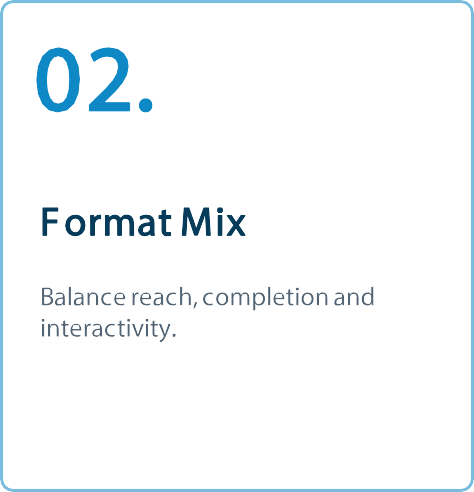 02.
Format Mix
Balance reach, completion and
interactivity.